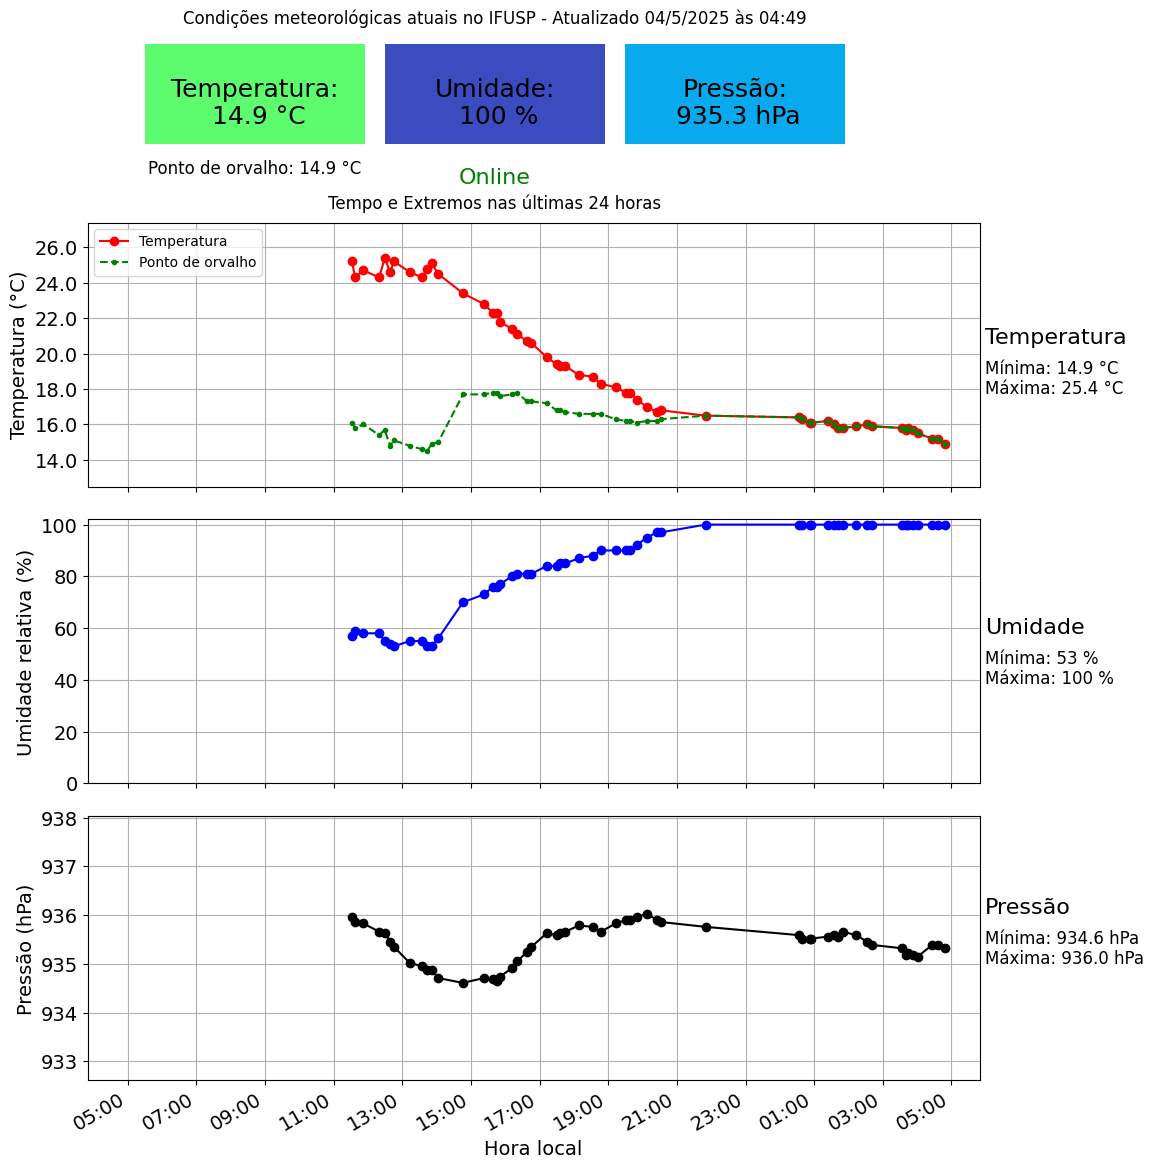 Condições meteorológicas atuais no IFUSP - Atualizado 04/5/2025 às 04:49
Temperatura:
14.9 °C
Umidade:
100 %
Pressão:
935.3 hPa
Ponto de orvalho: 14.9 °C
Online
Tempo e Extremos nas últimas 24 horas
Temperatura (°C)
26.0
24.0
22.0
20.0
18.0
16.0
14.0
Temperatura
Ponto de orvalho
Temperatura
Mínima: 14.9 °C
Máxima: 25.4 °C
Umidade relativa (%)
100
80
60
40
20
0
Umidade
Mínima: 53 %
Máxima: 100 %
Pressão (hPa)
938
937
936
935
934
933
Pressão
Mínima: 934.6 hPa
Máxima: 936.0 hPa
05:00
07:00
09:00
11:00
13:00
15:00
17:00
19:00
21:00
23:00
01:00
03:00
05:00
Hora local